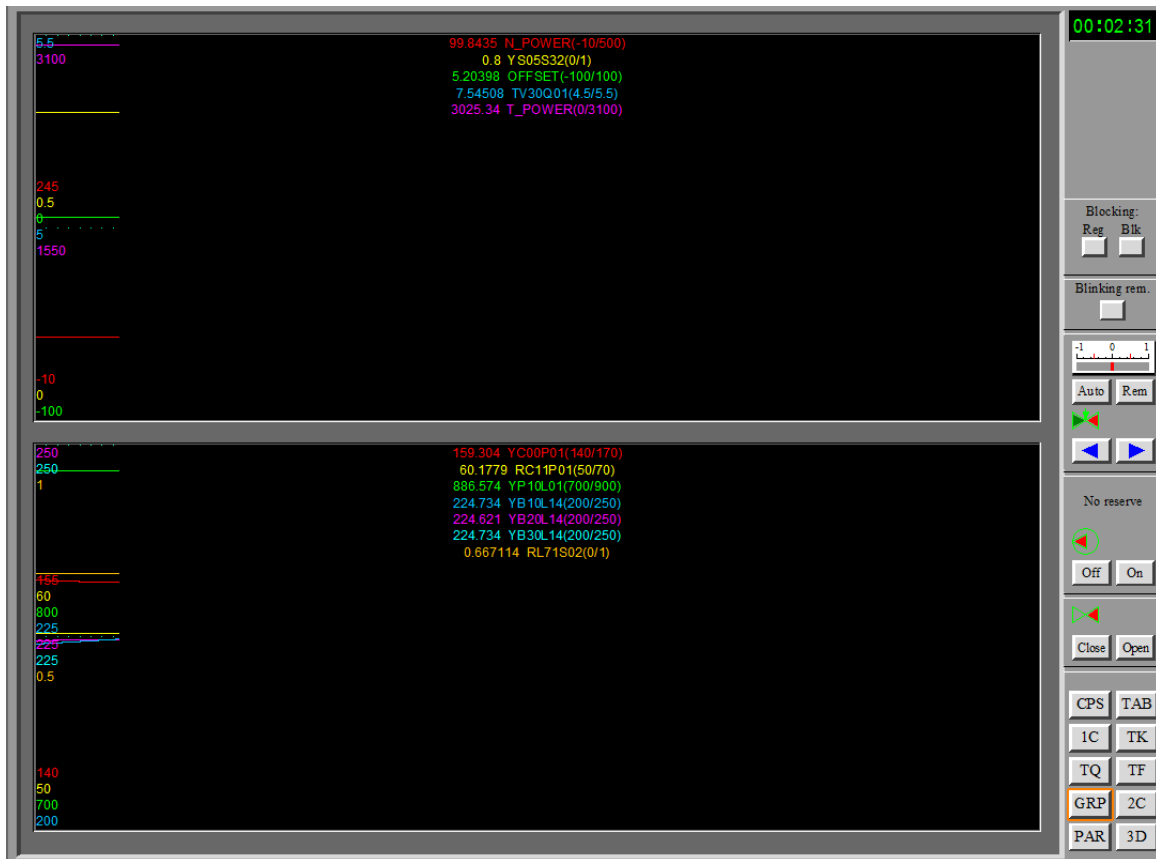 5.5
3100
99.8435 N_POWER(-10/500)
0.8 YS05S32(0/1)
5.20398 OFFSET(-100/100)
7.54508 TV30Q01(4.5/5.5)
3025.34 T_POWER(0/3100)
245
0.5
0
5
1550
-10
0
-100
250
250
1
159.304 YC00P01(140/170)
60.1779 RC11P01(50/70)
886.574 YP10L01(700/900)
224.734 YB10L14(200/250)
224.621 YB20L14(200/250)
224.734 YB30L14(200/250)
0.667114 RL71S02(0/1)
155
60
800
225
225
225
0.5
140
50
700
200
00:02:31
Blocking:
Reg Blk
Blinking rem.
-1 0 1
Auto Rem
No reserve
Off On
Close Open
CPS TAB
1C TK
TQ TF
GRP 2C
PAR 3D